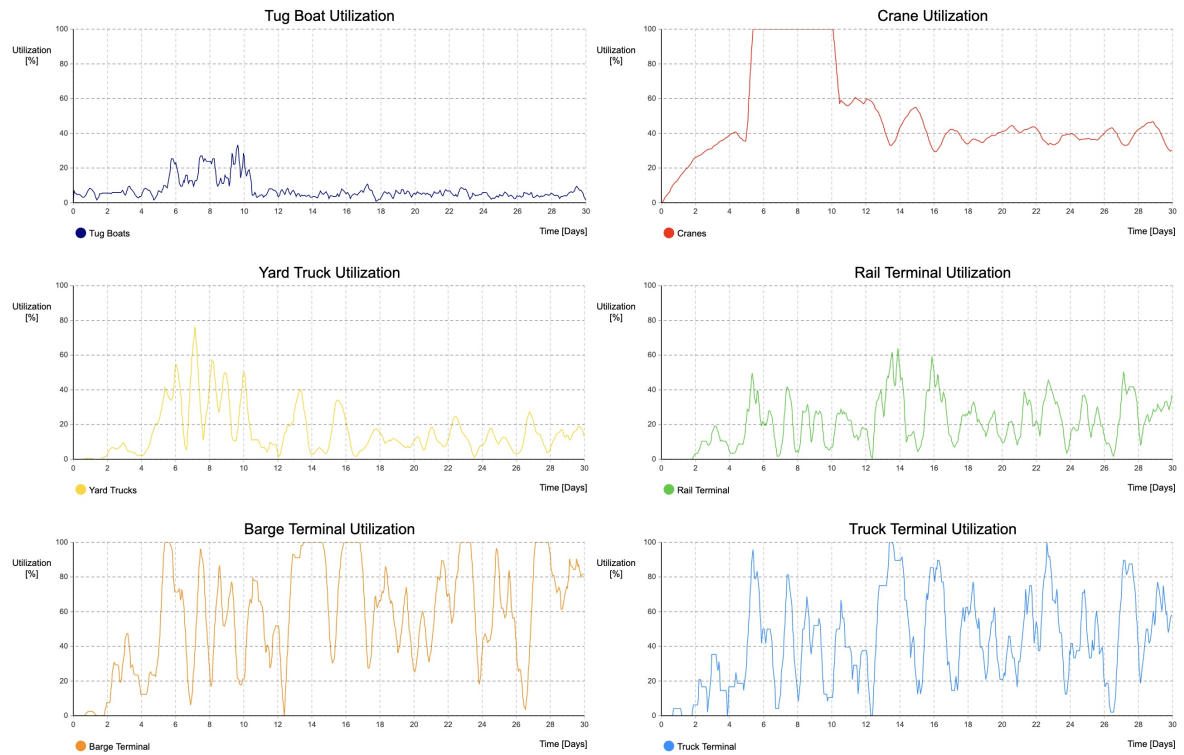 Tug Boat Utilization
Utilization
[%]
100
80
60
40
20
0
0 2 4 6 8 10 12 14 16 18 20 22 24 26 28 30
Time [Days]
Tug Boats
Crane Utilization
Utilization
[%]
100
80
60
40
20
0
0 2 4 6 8 10 12 14 16 18 20 22 24 26 28 30
Time [Days]
Cranes
Yard Truck Utilization
Utilization
[%]
100
80
60
40
20
0
0 2 4 6 8 10 12 14 16 18 20 22 24 26 28 30
Time [Days]
Yard Trucks
Rail Terminal Utilization
Utilization
[%]
100
80
60
40
20
0
0 2 4 6 8 10 12 14 16 18 20 22 24 26 28 30
Time [Days]
Rail Terminal
Barge Terminal Utilization
Utilization
[%]
100
80
60
40
20
0
0 2 4 6 8 10 12 14 16 18 20 22 24 26 28 30
Time [Days]
Barge Terminal
Truck Terminal Utilization
Utilization
[%]
100
80
60
40
20
0
0 2 4 6 8 10 12 14 16 18 20 22 24 26 28 30
Time [Days]
Truck Terminal